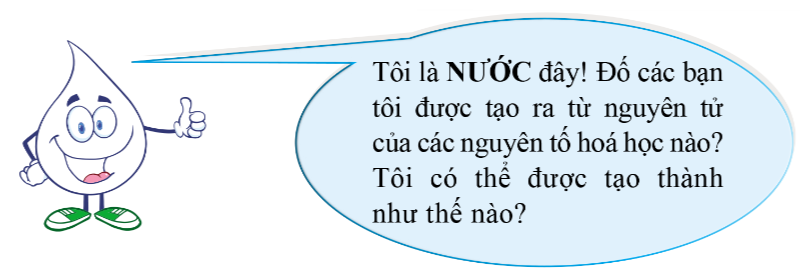 Tôi là NƯỚC đây! Đố các bạn
tôi được tạo ra từ nguyên tử
của các nguyên tố hoá học nào?
Tôi có thể được tạo thành
như thế nào?